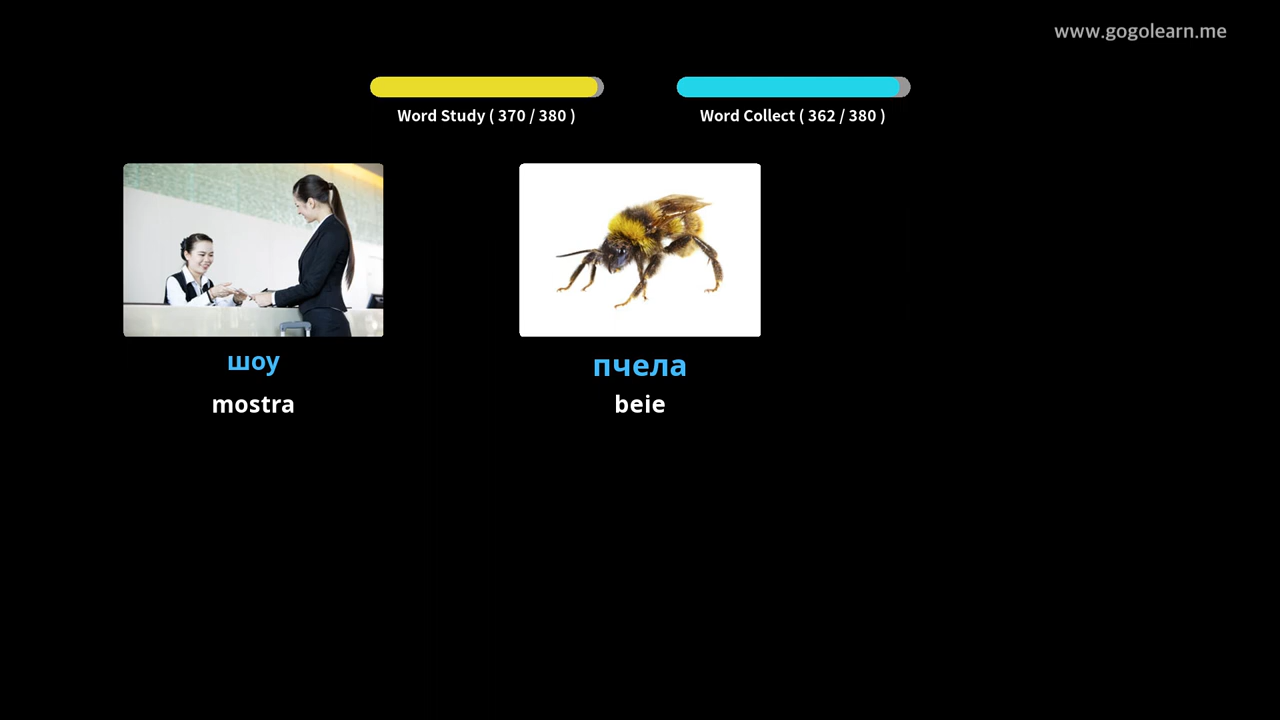 www.gogolearn.me
Word Study ( 370 / 380 )
Word Collect ( 362 / 380 )
шоу
mostra
пчела
beie